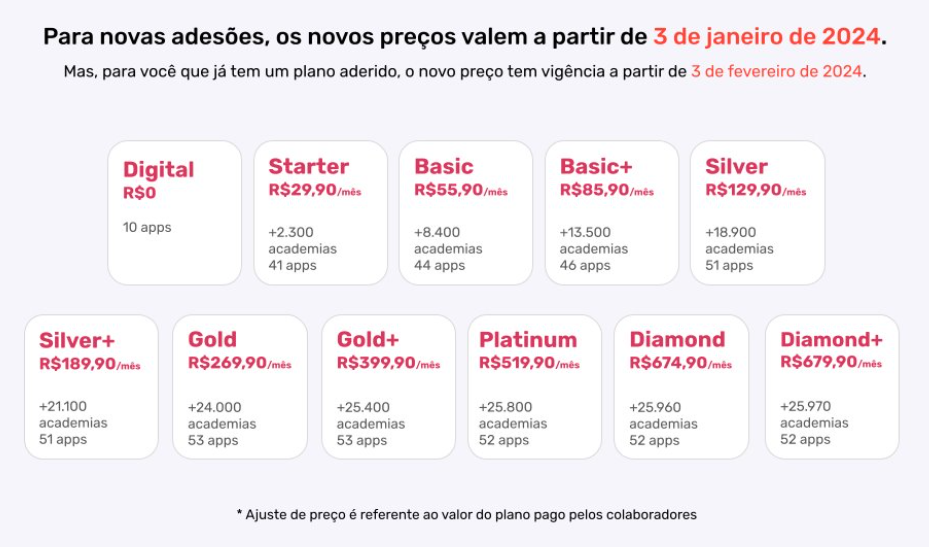 Para novas adesões, os novos preços valem a partir de 3 de janeiro de 2024.
Mas, para você que já tem um plano aderido, o novo preço tem vigência a partir de 3 de fevereiro de 2024.
Digital
R$0
10 apps
Starter
R$29,90/mês
+2.300
academias
41 apps
Basic
R$55,90/mês
+8.400
academias
44 apps
Basic+
R$85,90/mês
+13.500
academias
46 apps
Silver
R$129,90/mês
+18.900
academias
51 apps
Silver+
R$189,90/mês
+21.100
academias
51 apps
Gold
R$269,90/mês
+24.000
academias
53 apps
Gold+
R$399,90/mês
+25.400
academias
53 apps
Platinum
R$519,90/mês
+25.800
academias
52 apps
Diamond
R$674,90/mês
+25.960
academias
52 apps
Diamond+
R$679,90/mês
+25.970
academias
52 apps
* Ajuste de preço é referente ao valor do plano pago pelos colaboradores